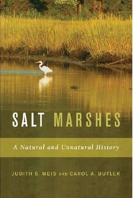 SALT MARSHES
A Natural and Unnatural History
JUDITH S. WEIS AND CAROL A. BUTLER